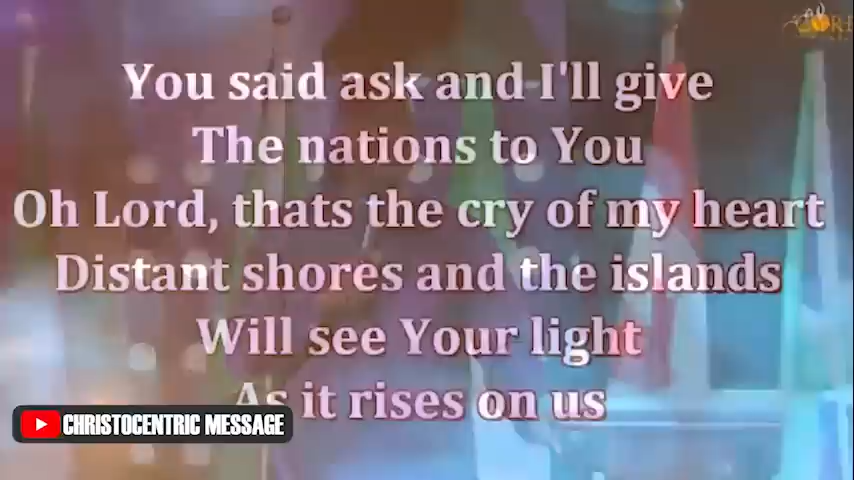 You said ask and I'll give
The nations to You
Oh Lord, thats the cry of my heart
Distant shores and the islands
Will see Your light
As it rises on us
CHRISTOCENTRIC MESSAGE